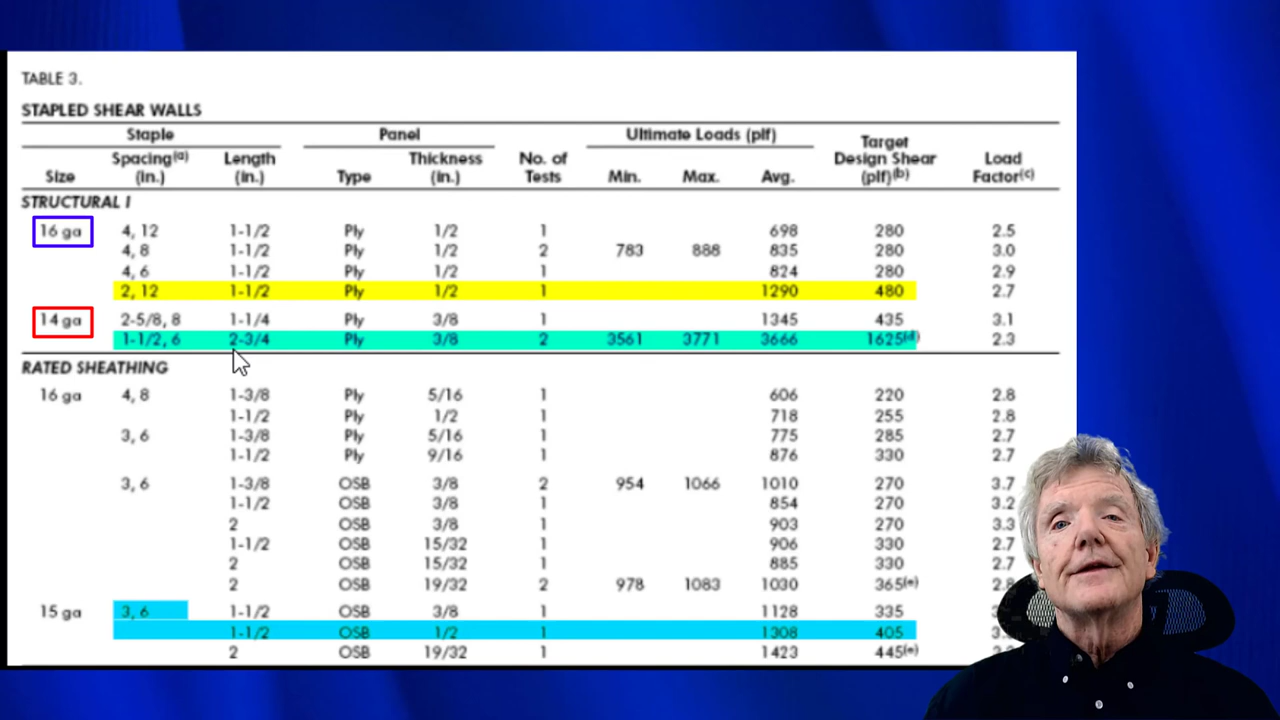 TABLE 3.
STAPLED SHEAR WALLS
Staple Panel Ultimate Loads (plf) Target
Spacing(a) Length Thickness No. of Design Shear Load
Size (in.) (in.) Type (in.) Tests Min. Max. Avg. (plf)(b) Factor(c)
STRUCTURAL I
16 ga 4, 12 1-1/2 Ply 1/2 1 698 280 2.5
4, 8 1-1/2 Ply 1/2 2 783 888 835 280 3.0
4, 6 1-1/2 Ply 1/2 1 824 280 2.9
2, 12 1-1/2 Ply 1/2 1 1290 480 2.7
14 ga 2-5/8, 8 1-1/4 Ply 3/8 1 1345 435 3.1
1-1/2, 6 2-3/4 Ply 3/8 2 3561 3771 3666 1625(d) 2.3
RATED SHEATHING
16 ga 4, 8 1-3/8 Ply 5/16 1 606 220 2.8
1-1/2 Ply 1/2 1 718 255 2.8
3, 6 1-3/8 Ply 5/16 1 775 285 2.7
1-1/2 Ply 9/16 1 876 330 2.7
3, 6 1-3/8 OSB 3/8 2 954 1066 1010 270 3.7
1-1/2 OSB 3/8 1 854 270 3.2
2 OSB 3/8 1 903 270 3.3
1-1/2 OSB 15/32 1 906 330 2.7
2 OSB 15/32 1 885 330 2.7
2 OSB 19/32 2 978 1083 1030 365(e) 2.8
15 ga 3, 6 1-1/2 OSB 3/8 1 1128 335
1-1/2 OSB 1/2 1 1308 405
2 OSB 19/32 1 1423 445(e)